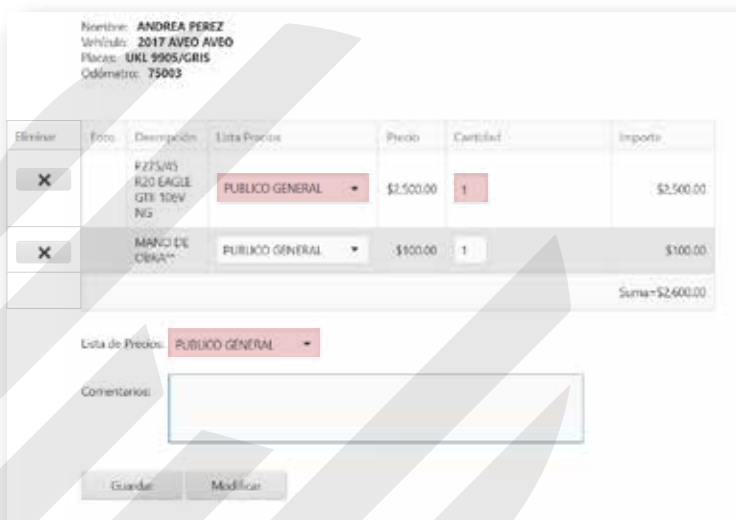 Nombre: ANDREA PEREZ
Vehículo: 2017 AVEO AVEO
Placas: UKL 9905/GRIS
Odómetro: 75003
Eliminar Foto Descripción Lista Precios Precio Cantidad Importe
P275/45
R20 EAGLE
GTII 106V
NG
PUBLICO GENERAL $2,500.00 1 $2,500.00
MANO DE
OBRA**
PUBLICO GENERAL $100.00 1 $100.00
Suma=$2,600.00
Lista de Precios: PUBLICO GENERAL
Comentarios:
Guardar Modificar